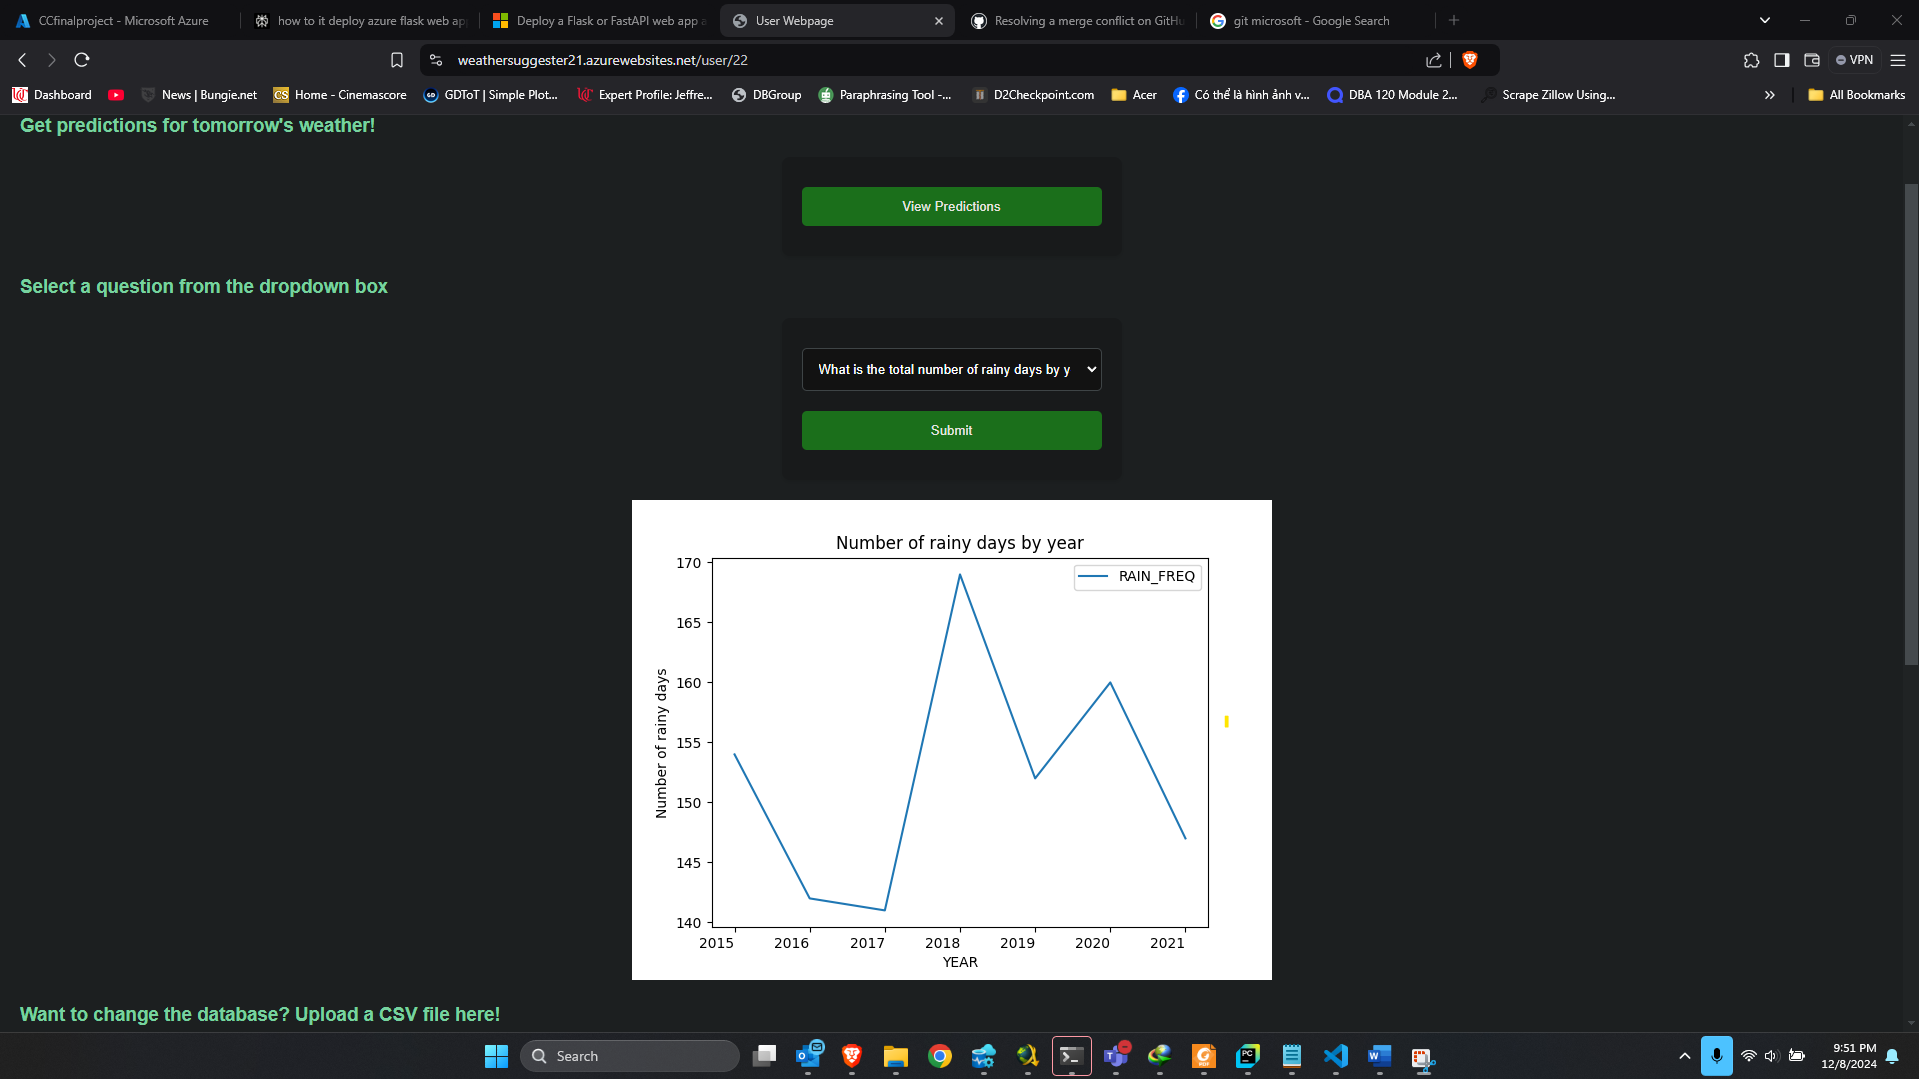 CCfinalproject - Microsoft Azure
how to it deploy azure flask web ap
Deploy a Flask or FastAPI web app a
User Webpage
Resolving a merge conflict on GitHu
git microsoft - Google Search
weathersuggester21.azurewebsites.net/user/22
VPN
Dashboard
News | Bungie.net
Home - Cinemascore
GDToT | Simple Plot...
Expert Profile: Jeffre...
DBGroup
Paraphrasing Tool -...
D2Checkpoint.com
Acer
Có thể là hình ảnh v...
DBA 120 Module 2...
Scrape Zillow Using...
All Bookmarks
Get predictions for tomorrow's weather!
View Predictions
Select a question from the dropdown box
What is the total number of rainy days by y
Submit
Number of rainy days by year
RAIN_FREQ
170
165
160
155
150
145
140
Number of rainy days
2015 2016 2017 2018 2019 2020 2021
YEAR
Want to change the database? Upload a CSV file here!
Search
9:51 PM
12/8/2024